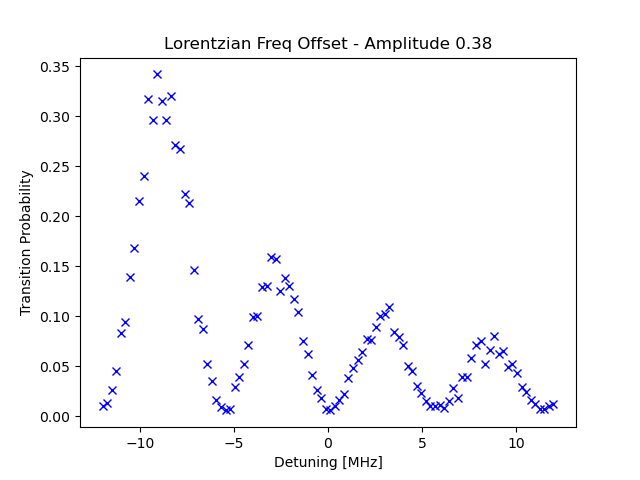 Lorentzian Freq Offset - Amplitude 0.38
0.35
0.30
0.25
0.20
0.15
0.10
0.05
0.00
Transition Probability
−10 −5 0 5 10
Detuning [MHz]